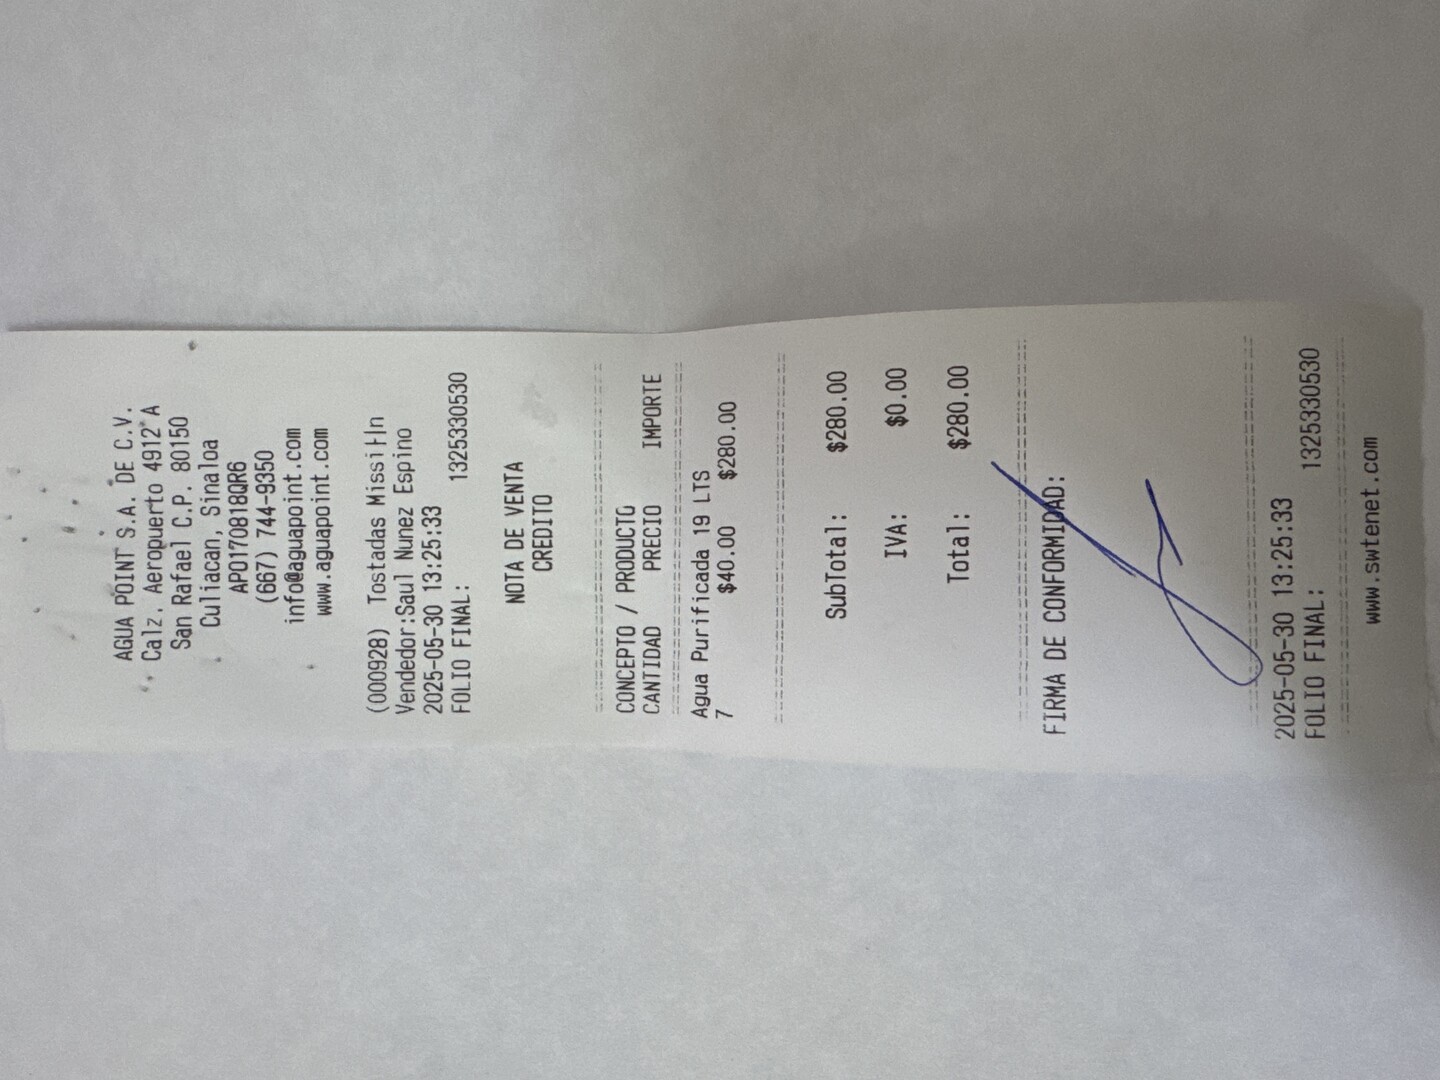 AGUA POINT S.A. DE C.V.
Calz. Aeropuerto 4912 A
San Rafael C.P. 80150
Culiacan, Sinaloa
APO170818QR6
(667) 744-9350
info@aguapoint.com
www.aguapoint.com
(000928) Tostadas
Vendedor:Saul Nunez Espino
2025-05-30 13:25:33
FOLIO FINAL: 1325330530
NOTA DE VENTA
CREDITO
CONCEPTO / PRODUCTO
CANTIDAD PRECIO IMPORTE
Agua Purificada 19 LTS
7 $40.00 $280.00
SubTotal: $280.00
IVA: $0.00
Total: $280.00
FIRMA DE CONFORMIDAD:
2025-05-30 13:25:33
FOLIO FINAL: 1325330530
www.swtenet.com